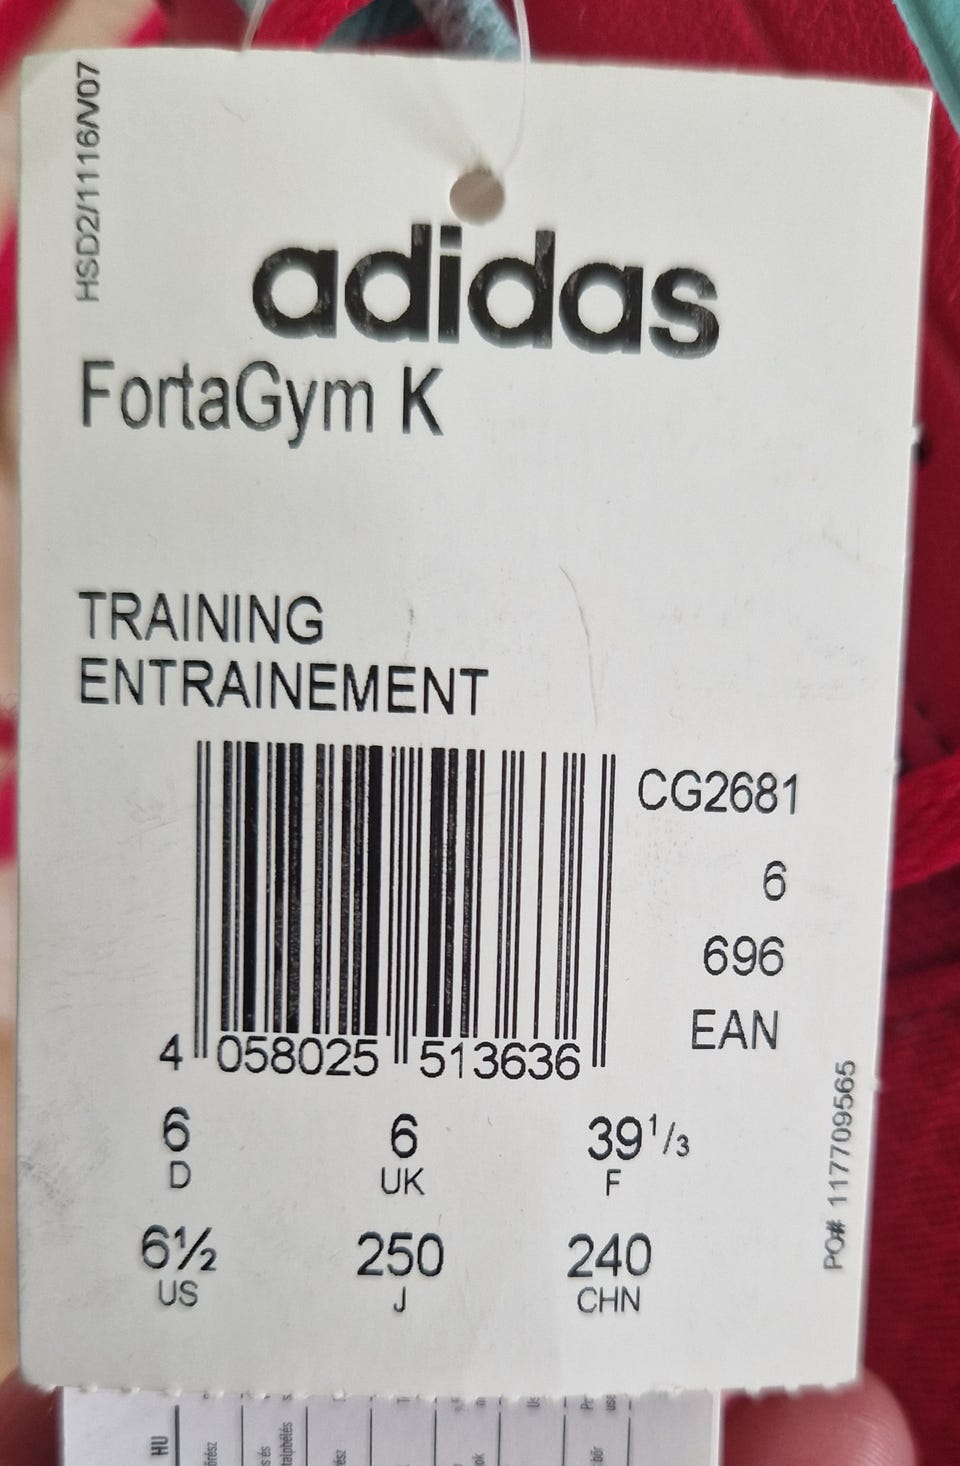 HSD2/1116/V07
adidas
FortaGym K
TRAINING
ENTRAINEMENT
CG2681
6
696
EAN
4 058025 513636
6 6 39 1/3
D UK F
6½ 250 240
US J CHN
PO# 117709565
HU